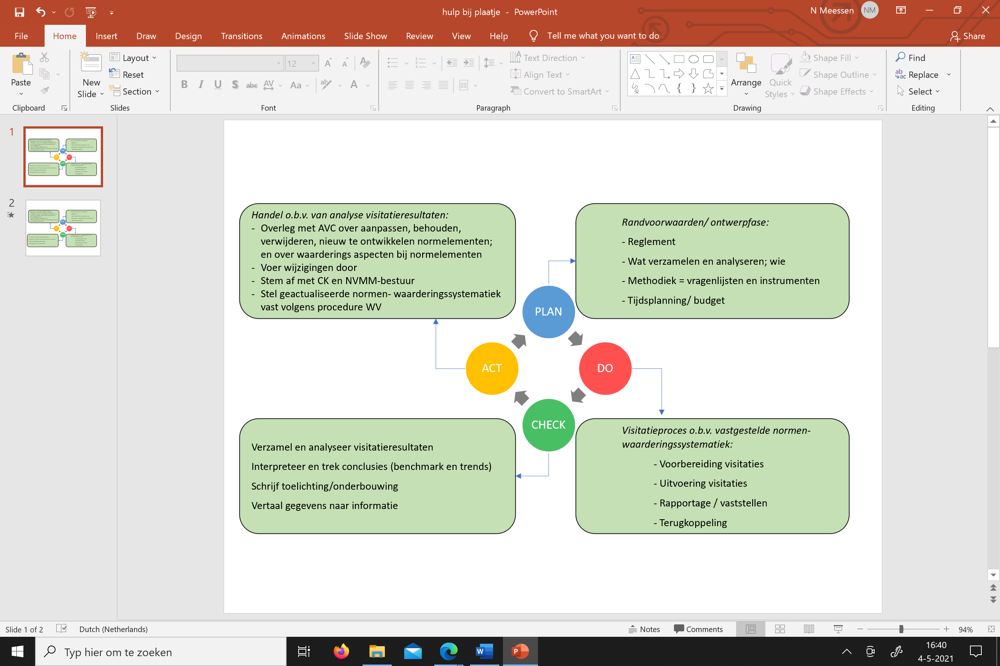 hulp bij plaatje - PowerPoint
N Meessen
NM
File
Home
Insert
Draw
Design
Transitions
Animations
Slide Show
Review
View
Help
Tell me what you want to do
Share
Paste
Clipboard
New
Slide
Layout
Reset
Section
Slides
12
B I U S abc AV Aa A
Font
Text Direction
Align Text
Convert to SmartArt
Paragraph
Arrange
Quick
Styles
Shape Fill
Shape Outline
Shape Effects
Drawing
Find
Replace
Select
Editing
1
2
Handel o.b.v. van analyse visitatieresultaten:
- Overleg met AVC over aanpassen, behouden,
verwijderen, nieuw te ontwikkelen normelementen;
en over waarderings aspecten bij normelementen
- Voer wijzigingen door
- Stem af met CK en NVMM-bestuur
- Stel geactualiseerde normen- waarderingssystematiek
vast volgens procedure WV
Randvoorwaarden/ ontwerpfase:
- Reglement
- Wat verzamelen en analyseren; wie
- Methodiek = vragenlijsten en instrumenten
- Tijdsplanning/ budget
PLAN
ACT
DO
CHECK
Verzamel en analyseer visitatieresultaten
Interpreteer en trek conclusies (benchmark en trends)
Schrijf toelichting/onderbouwing
Vertaal gegevens naar informatie
Visitatieproces o.b.v. vastgestelde normen-
waarderingssystematiek:
- Voorbereiding visitaties
- Uitvoering visitaties
- Rapportage / vaststellen
- Terugkoppeling
Slide 1 of 2
Dutch (Netherlands)
Notes
Comments
94%
Typ hier om te zoeken
16:40
4-5-2021